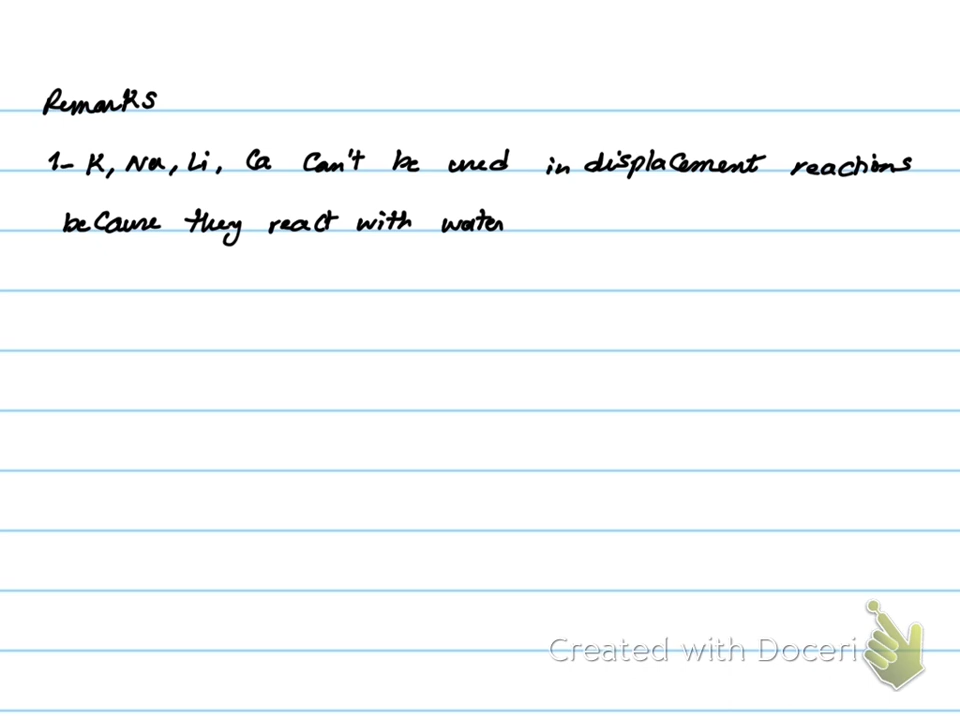 Remarks
1- K, Na, Li, Ca can't be used in displacement reactions
because they react with water
Created with Doceri